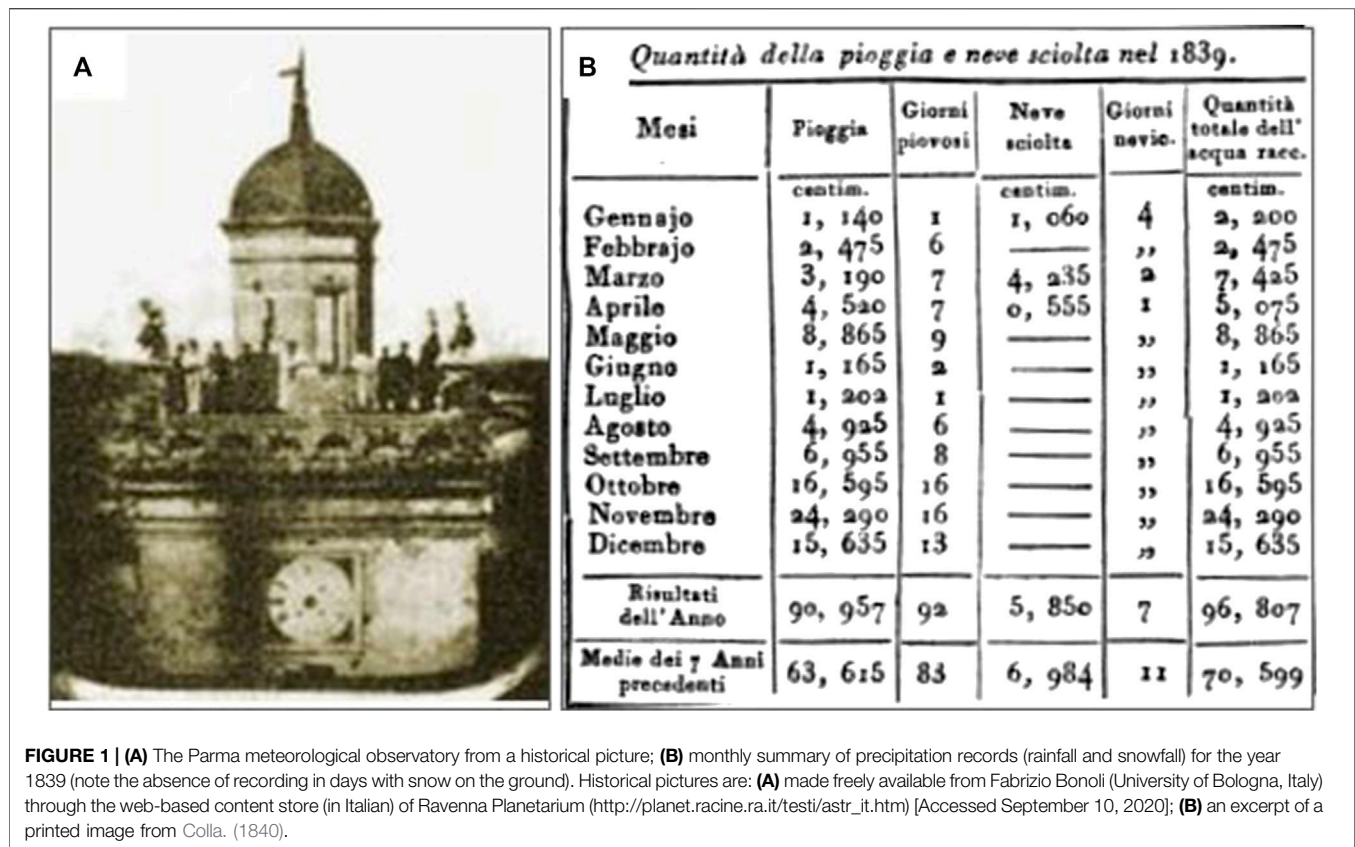 A
B
Quantità della pioggia e neve sciolta nel 1839.
Mesi Pioggia Giorni piovosi Neve sciolta Giorni nevic. Quantità totale dell' acqua racc.
centim. centim. centim.
Gennajo 1, 140 1 1, 060 4 2, 200
Febbrajo 2, 475 6 — ,, 2, 475
Marzo 3, 190 7 4, 235 2 7, 425
Aprile 4, 520 7 0, 555 1 5, 075
Maggio 8, 865 9 — ,, 8, 865
Giugno 1, 165 2 — ,, 1, 165
Luglio 1, 202 1 — ,, 1, 202
Agosto 4, 925 6 — ,, 4, 925
Settembre 6, 955 8 — ,, 6, 955
Ottobre 16, 595 16 — ,, 16, 595
Novembre 24, 290 16 — ,, 24, 290
Dicembre 15, 635 13 — ,, 15, 635
Risultati dell'Anno 90, 957 92 5, 850 7 96, 807
Medie dei 7 Anni precedenti 63, 615 83 6, 984 11 70, 599
FIGURE 1 | (A) The Parma meteorological observatory from a historical picture; (B) monthly summary of precipitation records (rainfall and snowfall) for the year
1839 (note the absence of recording in days with snow on the ground). Historical pictures are: (A) made freely available from Fabrizio Bonoli (University of Bologna, Italy)
through the web-based content store (in Italian) of Ravenna Planetarium (http://planet.racine.ra.it/testi/astr_it.htm) [Accessed September 10, 2020]; (B) an excerpt of a
printed image from Colla. (1840).